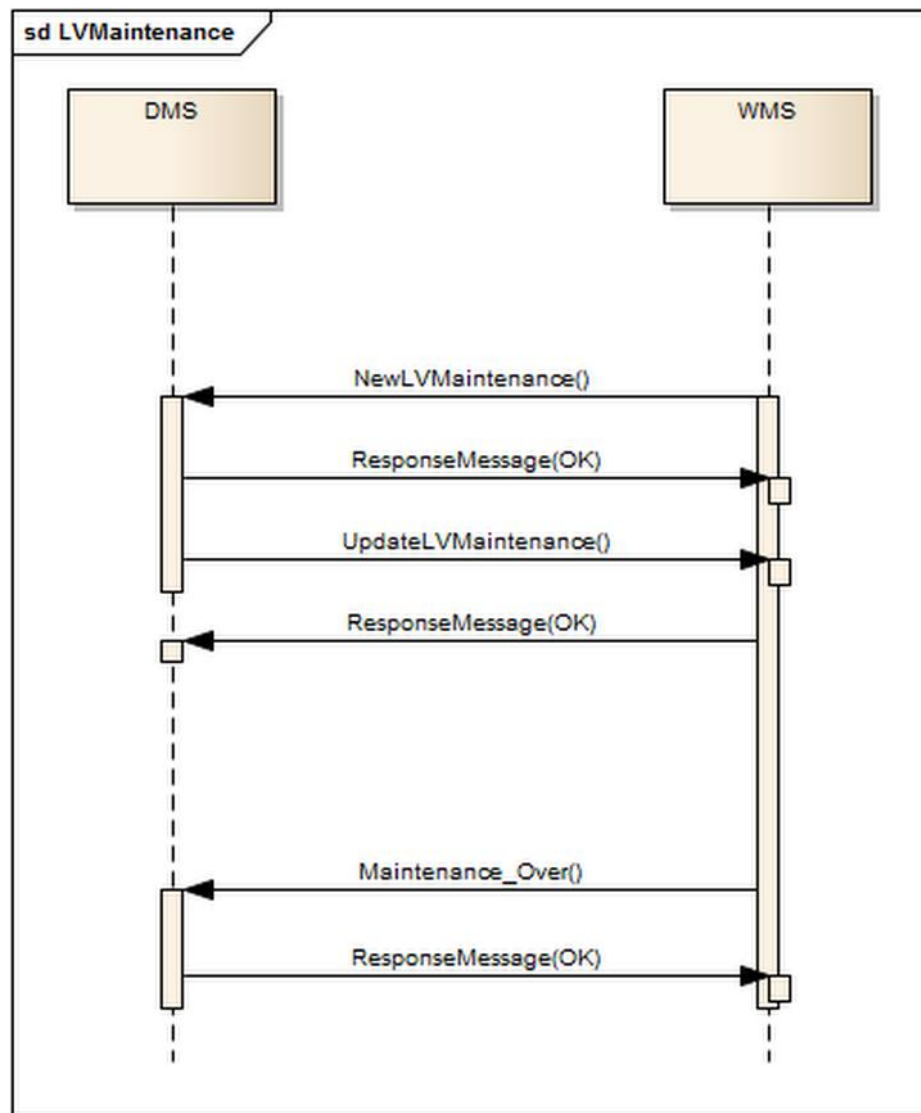 sd LVMaintenance
DMS
WMS
NewLVMaintenance()
ResponseMessage(OK)
UpdateLVMaintenance()
ResponseMessage(OK)
Maintenance_Over()
ResponseMessage(OK)